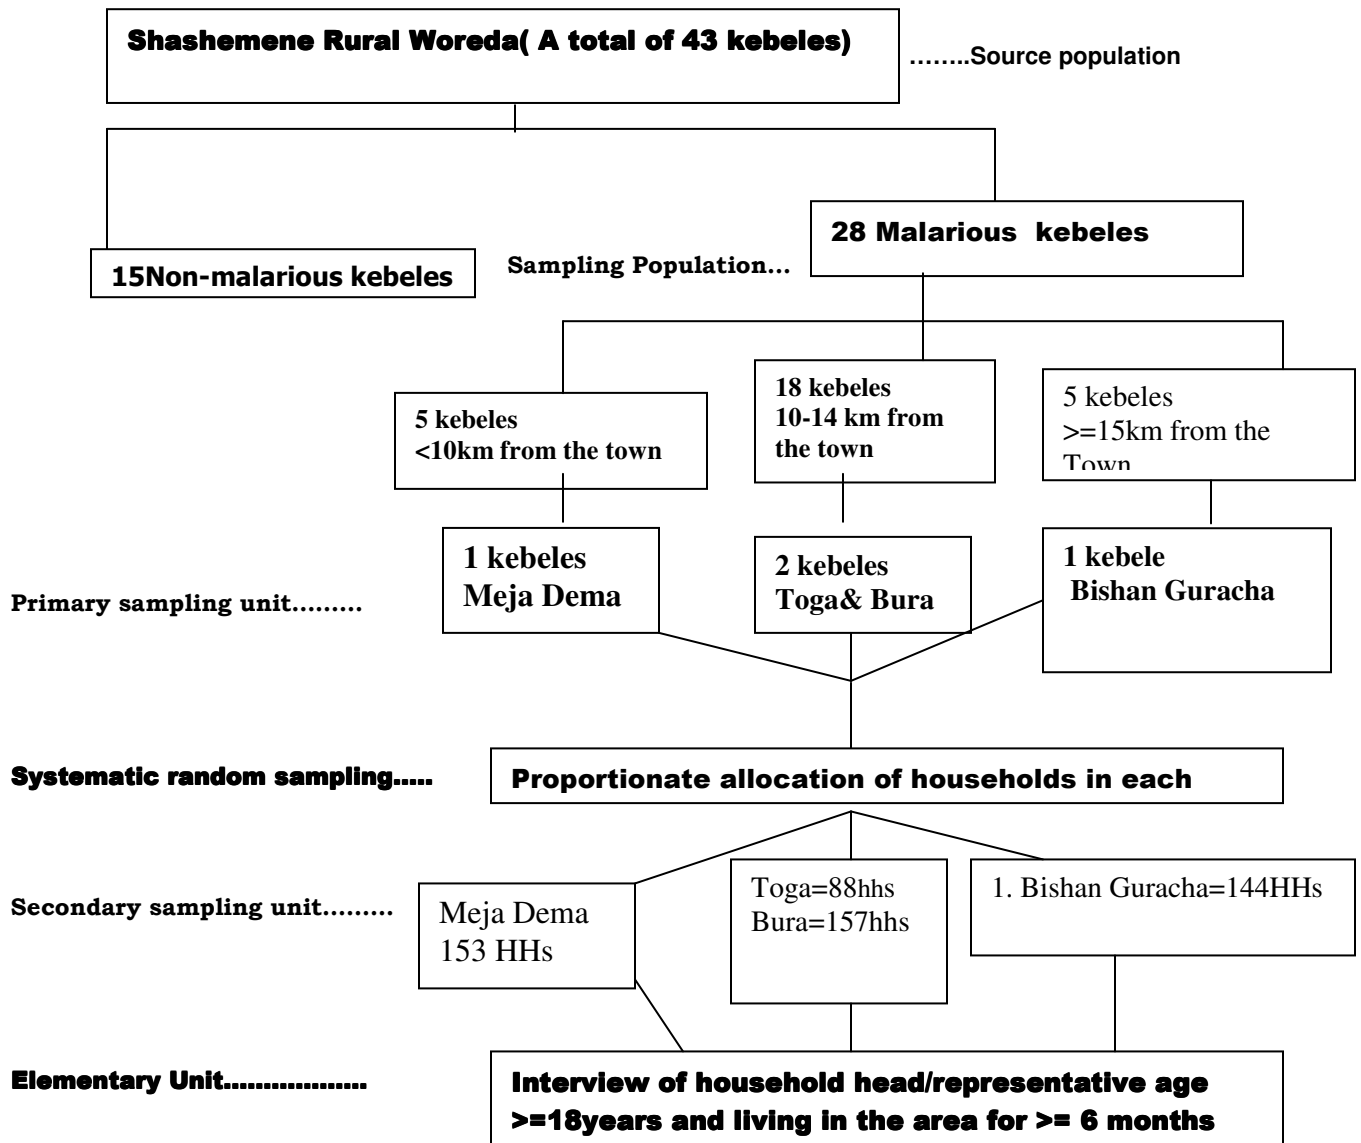 Shashemene Rural Woreda( A total of 43 kebeles)
........Source population
28 Malarious kebeles
Sampling Population...
15Non-malarious kebeles
5 kebeles
<10km from the town
18 kebeles
10-14 km from
the town
5 kebeles
>=15km from the
Town
1 kebeles
Meja Dema
2 kebeles
Toga& Bura
1 kebele
Bishan Guracha
Primary sampling unit.........
Systematic random sampling.....
Proportionate allocation of households in each
Secondary sampling unit.........
Meja Dema
153 HHs
Toga=88hhs
Bura=157hhs
1. Bishan Guracha=144HHs
Elementary Unit..................
Interview of household head/representative age
>=18years and living in the area for >= 6 months